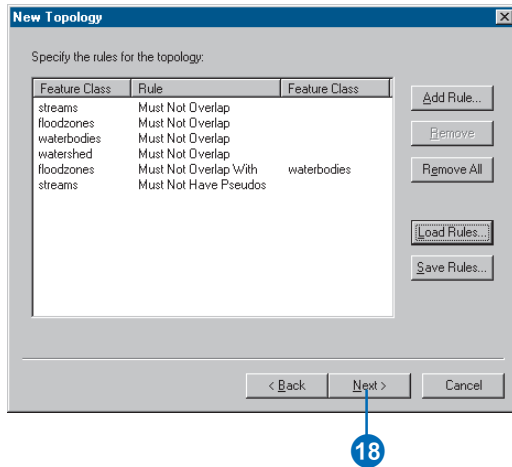 New Topology
Specify the rules for the topology:
Feature Class Rule Feature Class
streams Must Not Overlap
floodzones Must Not Overlap
waterbodies Must Not Overlap
watershed Must Not Overlap
floodzones Must Not Overlap With waterbodies
streams Must Not Have Pseudos
Add Rule...
Remove
Remove All
Load Rules...
Save Rules...
< Back Next > Cancel
18